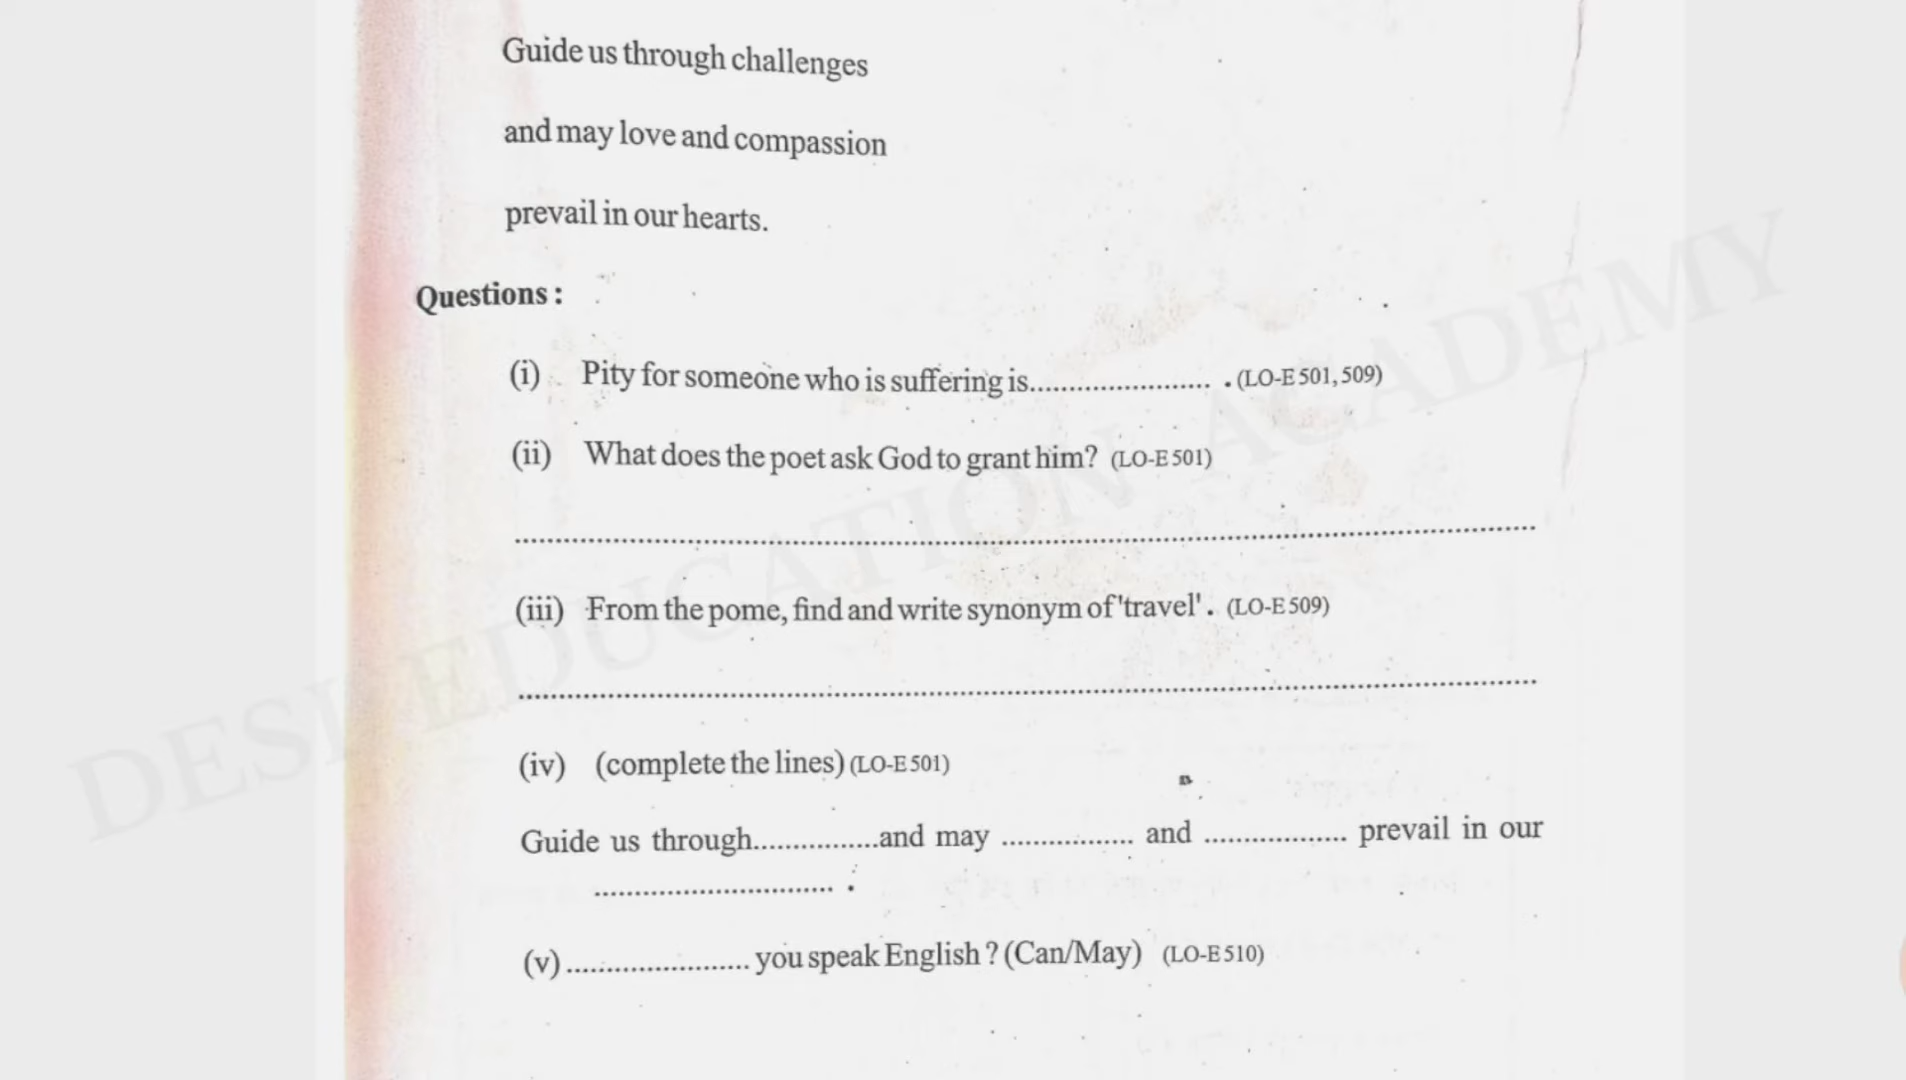 Guide us through challenges
and may love and compassion
prevail in our hearts.
Questions :
(i) Pity for someone who is suffering is...................... . (LO-E 501, 509)
(ii) What does the poet ask God to grant him? (LO-E 501)
................................................................................................................................
(iii) From the pome, find and write synonym of 'travel'. (LO-E 509)
................................................................................................................................
(iv) (complete the lines) (LO-E 501)
Guide us through................and may ................. and .................. prevail in our
.............................. .
(v) ....................... you speak English ? (Can/May) (LO-E 510)
DESI EDUCATION ACADEMY